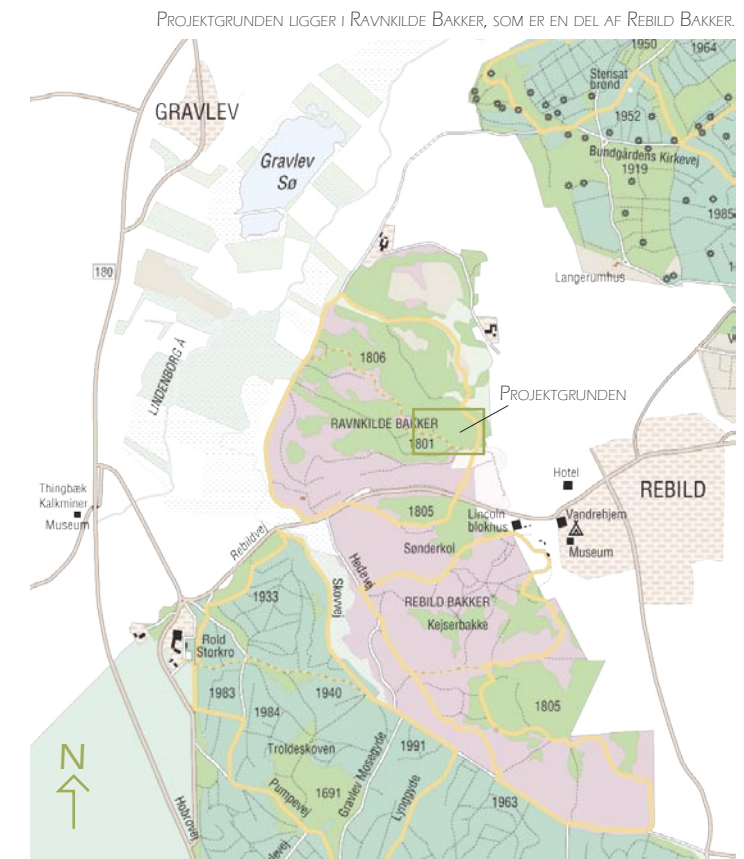 PROJEKTGRUNDEN LIGGER I RAVNKILDE BAKKER, SOM ER EN DEL AF REBILD BAKKER.
1950
1964
Stensat
brønd
GRAVLEV
1952
Gravlev
Sø
Bundgårdens Kirkevej
1919
1985
180
Langerumhus
LINDENBORG Å
1806
PROJEKTGRUNDEN
RAVNKILDE BAKKER
1801
Hotel
REBILD
Thingbæk
Kalkminer
Museum
1805
Lincoln
blokhus
Vandrehjem
Rebildvej
Sønderkol
Museum
Hedevej
Skovvej
1933
REBILD BAKKER
Kejserbakke
Rold
Storkro
1983
1940
1805
1984
Troldeskoven
1991
N
Gravlev Mosegyde
1691
Pumpevej
Lynggyde
1963
Hobrovej